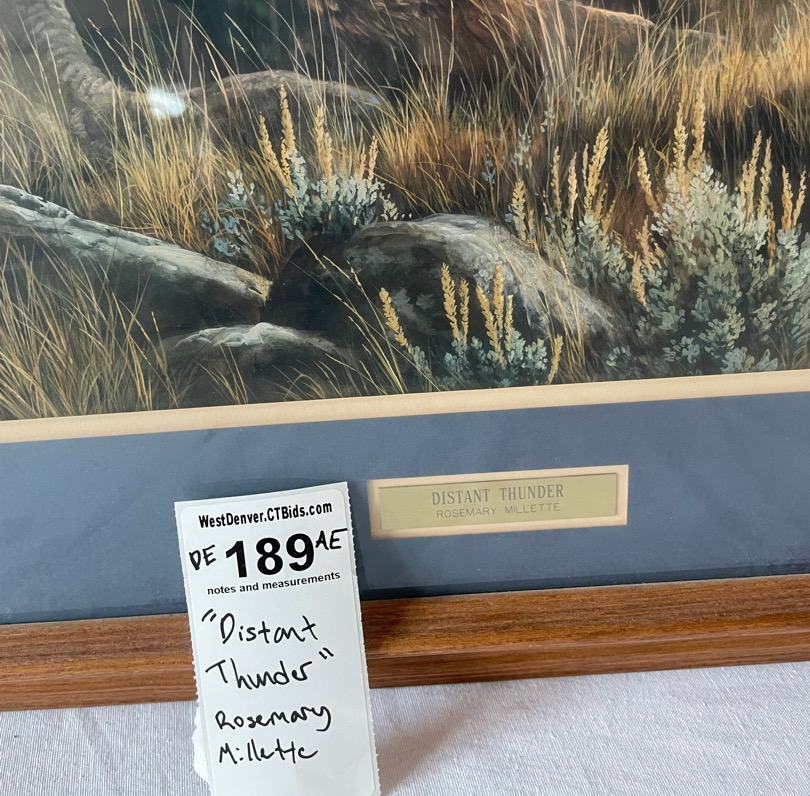 DISTANT THUNDER
ROSEMARY MILLETTE
WestDenver.CTBids.com
DE 189 AE
notes and measurements
"Distant
Thunder"
Rosemary
Millette